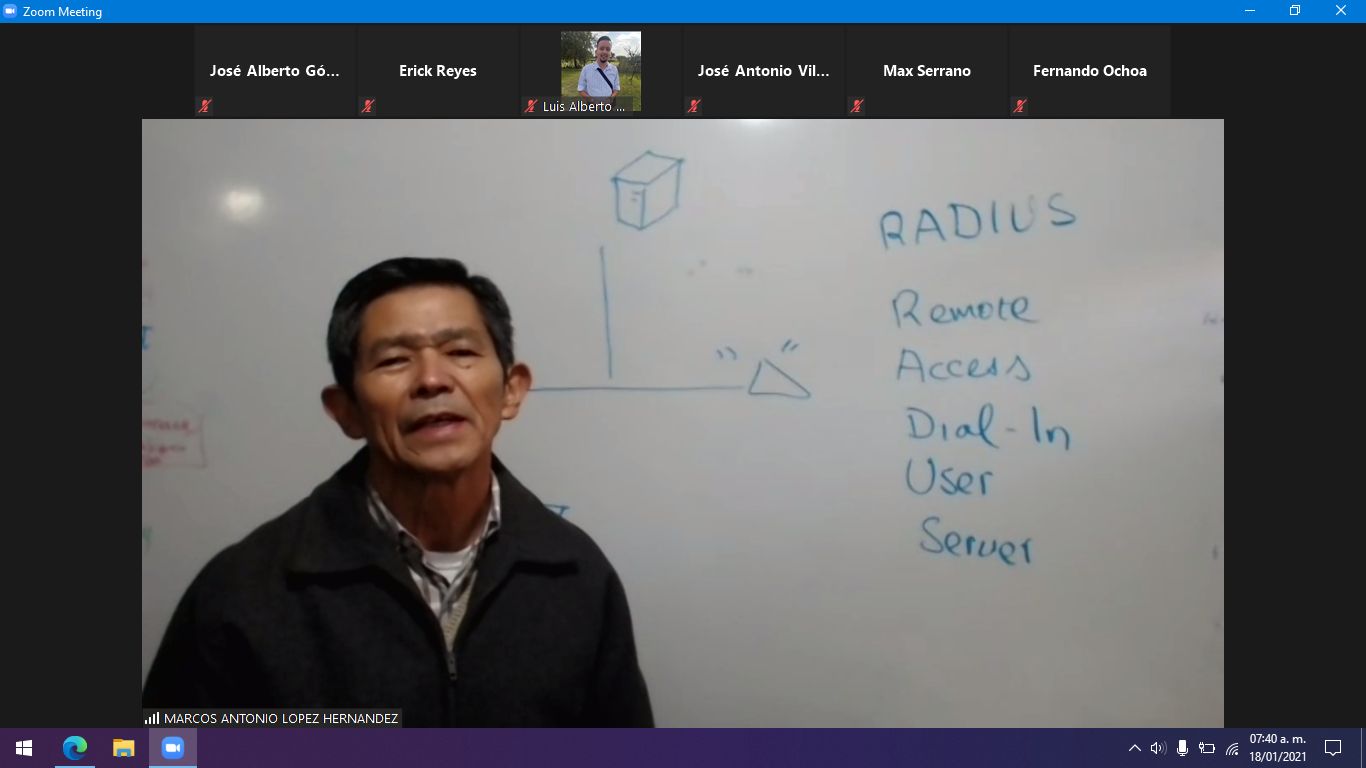 Zoom Meeting
José Alberto Gó...
Erick Reyes
Luis Alberto ...
José Antonio Vil...
Max Serrano
Fernando Ochoa
RADIUS
Remote
Access
Dial-In
User
Server
MARCOS ANTONIO LOPEZ HERNANDEZ
07:40 a. m.
18/01/2021